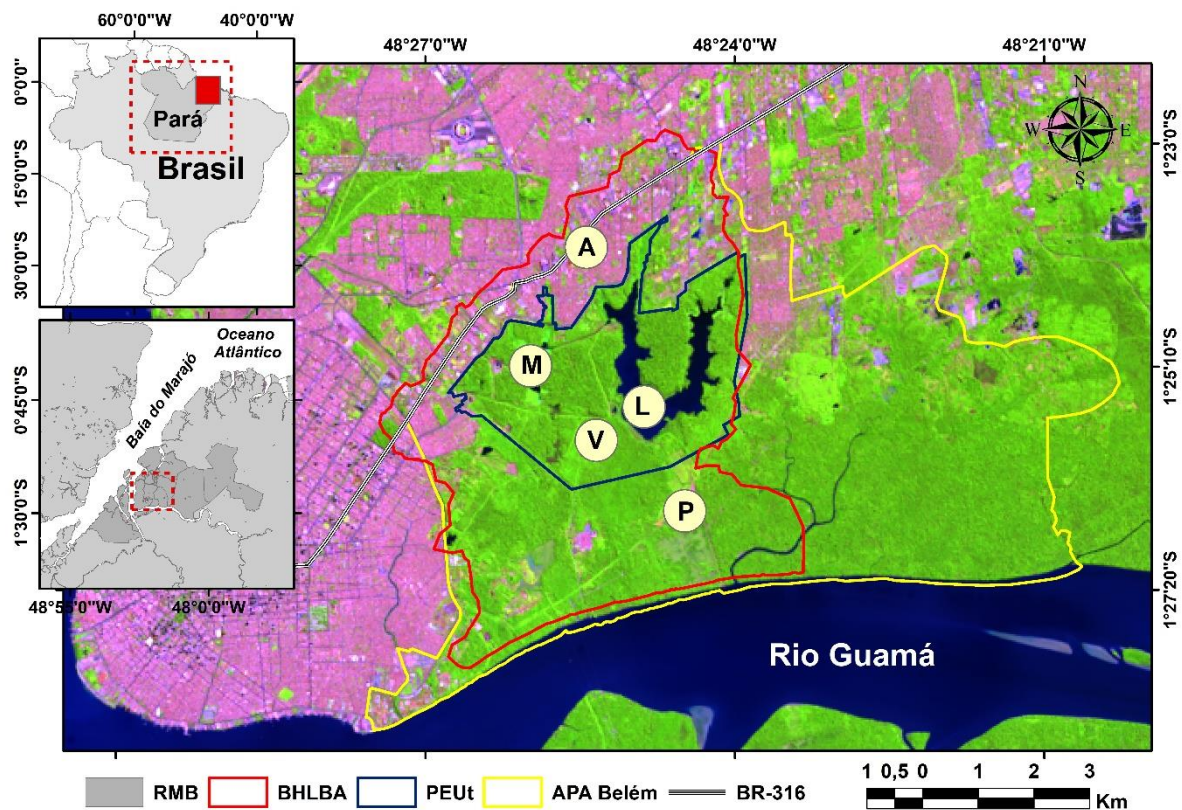 60°0'0"W
40°0'0"W
0°0'0"
15°0'0"S
30°0'0"S
Pará
Brasil
Oceano
Atlântico
Baía do Marajó
0°45'0"S
1°30'0"S
48°0'0"W
48°27'0"W
48°24'0"W
48°21'0"W
N
W
E
S
1°23'0"S
1°25'10"S
1°27'20"S
A
M
L
V
P
Rio Guamá
RMB
BHLBA
PEUt
APA Belém
BR-316
1 0,5 0 1 2 3
Km